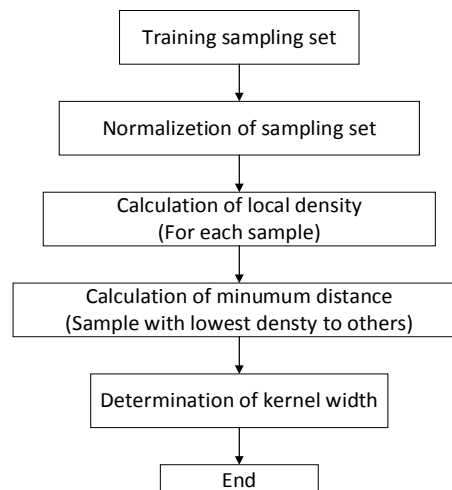 Training sampling set
Normalizetion of sampling set
Calculation of local density
(For each sample)
Calculation of minumum distance
(Sample with lowest densty to others)
Determination of kernel width
End